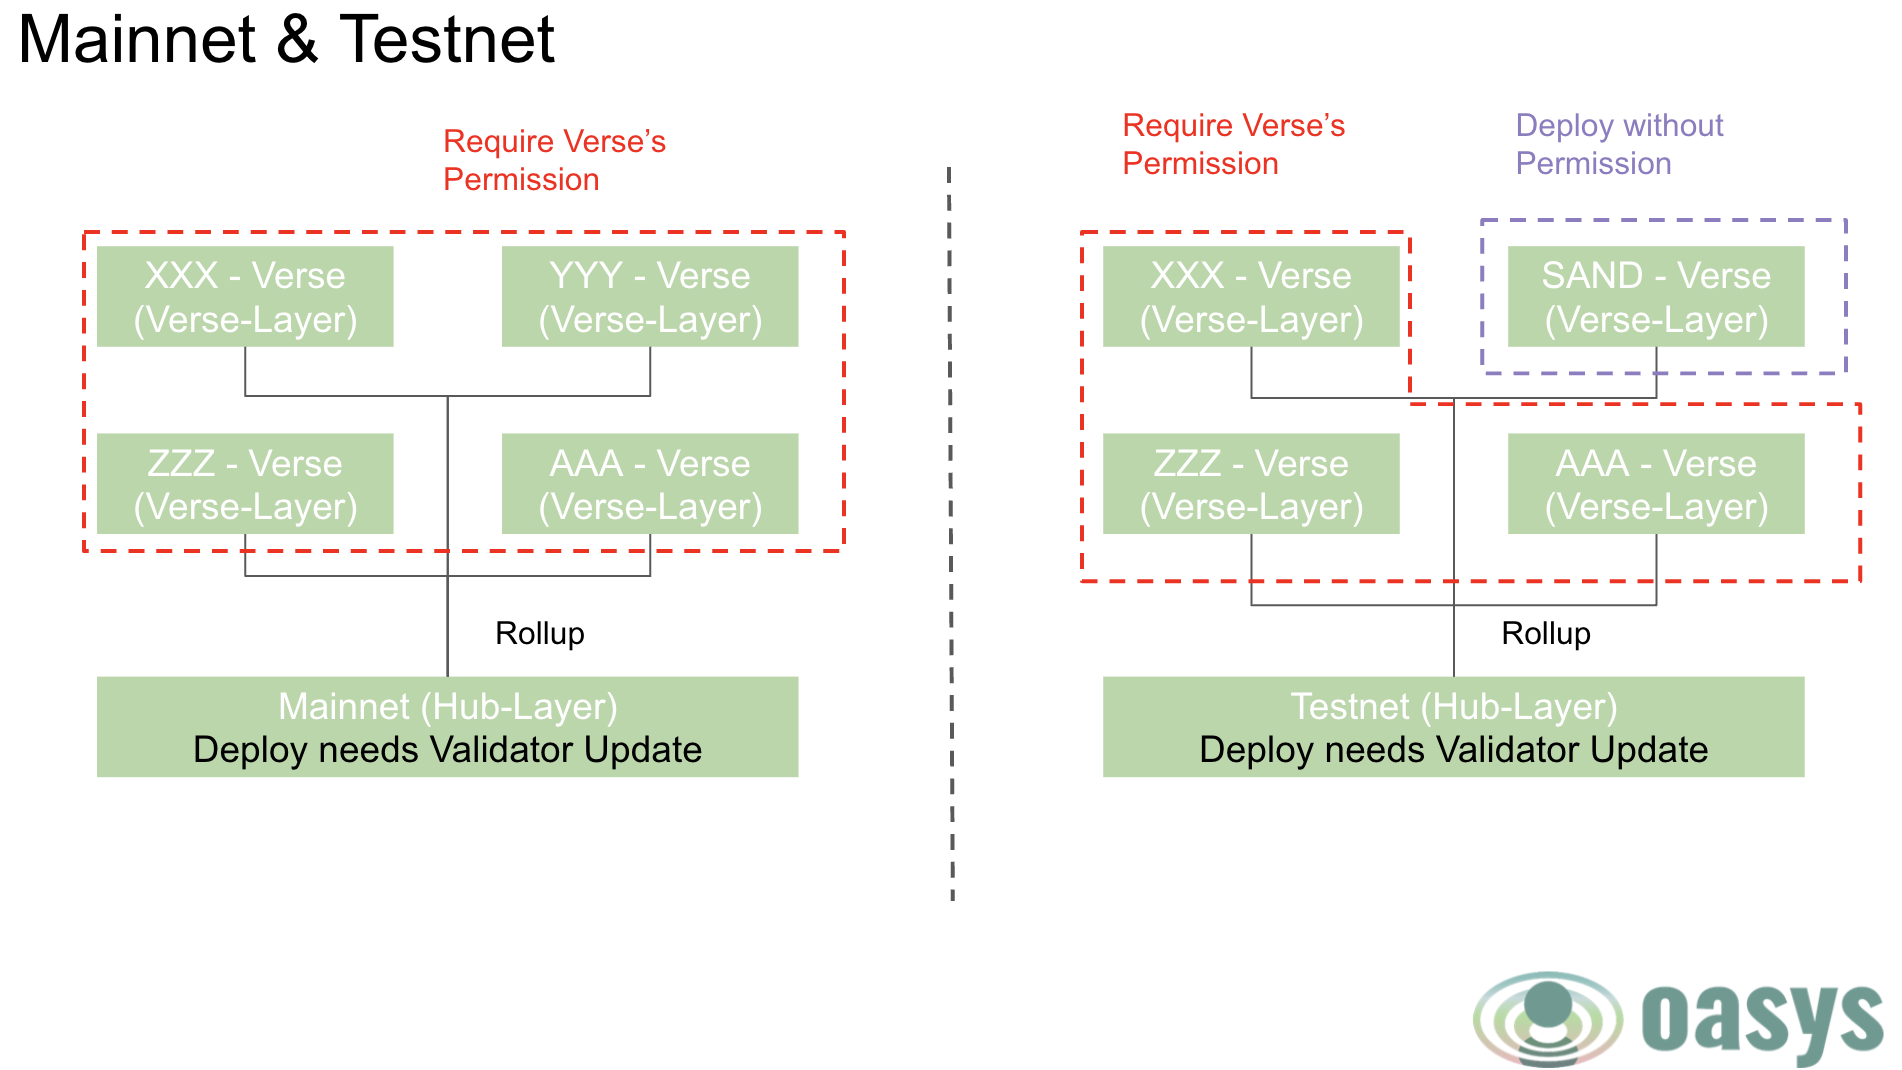 Mainnet & Testnet
Require Verse's
Permission
XXX - Verse
(Verse-Layer)
YYY - Verse
(Verse-Layer)
ZZZ - Verse
(Verse-Layer)
AAA - Verse
(Verse-Layer)
Rollup
Mainnet (Hub-Layer)
Deploy needs Validator Update
Require Verse's
Permission
Deploy without
Permission
XXX - Verse
(Verse-Layer)
SAND - Verse
(Verse-Layer)
ZZZ - Verse
(Verse-Layer)
AAA - Verse
(Verse-Layer)
Rollup
Testnet (Hub-Layer)
Deploy needs Validator Update
oasys